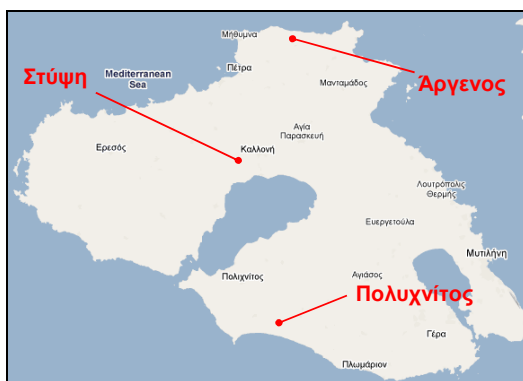 Μήθυμνα
Πέτρα
Άργενος
Στύψη
Mediterranean
Sea
Μανταμάδος
Αγία
Παρασκευή
Ερεσός
Καλλονή
Λουτρόπολις
Θερμής
Ευεργετούλα
Μυτιλήνη
Πολιχνίτος
Αγιάσος
Πολυχνίτος
Γέρα
Πλωμάριον